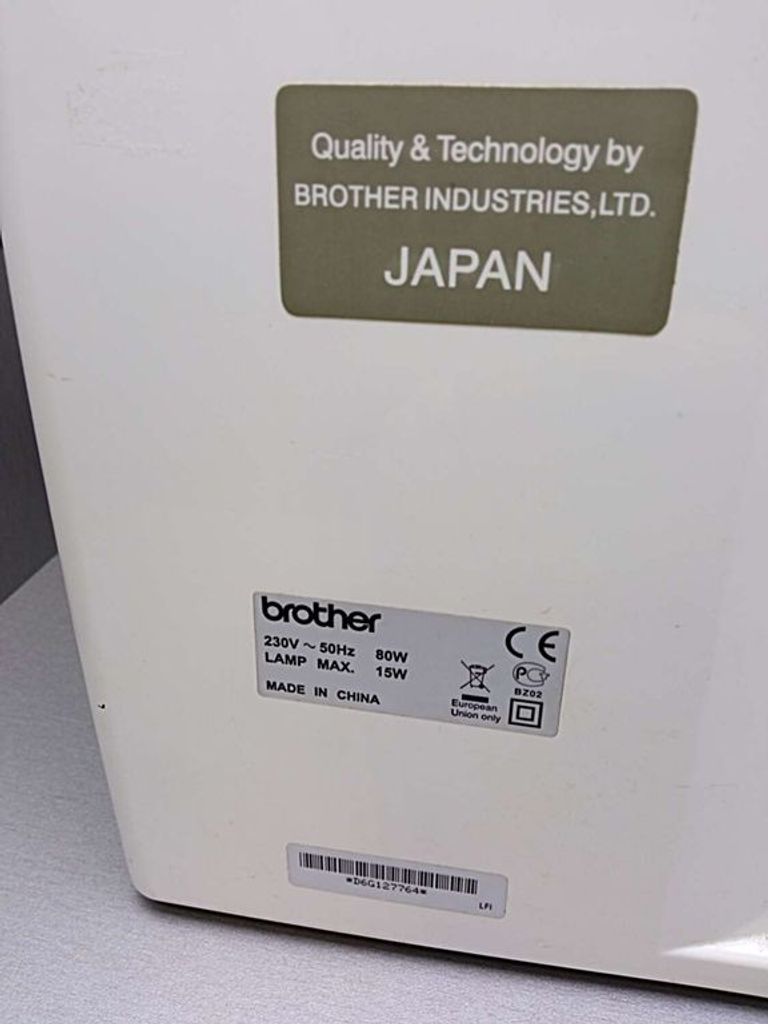 Quality & Technology by
BROTHER INDUSTRIES,LTD.
JAPAN
brother
230V ~ 50Hz 80W
LAMP MAX. 15W
MADE IN CHINA
CE
PC
BZ02
European
Union only
*D6G127764*
LFI